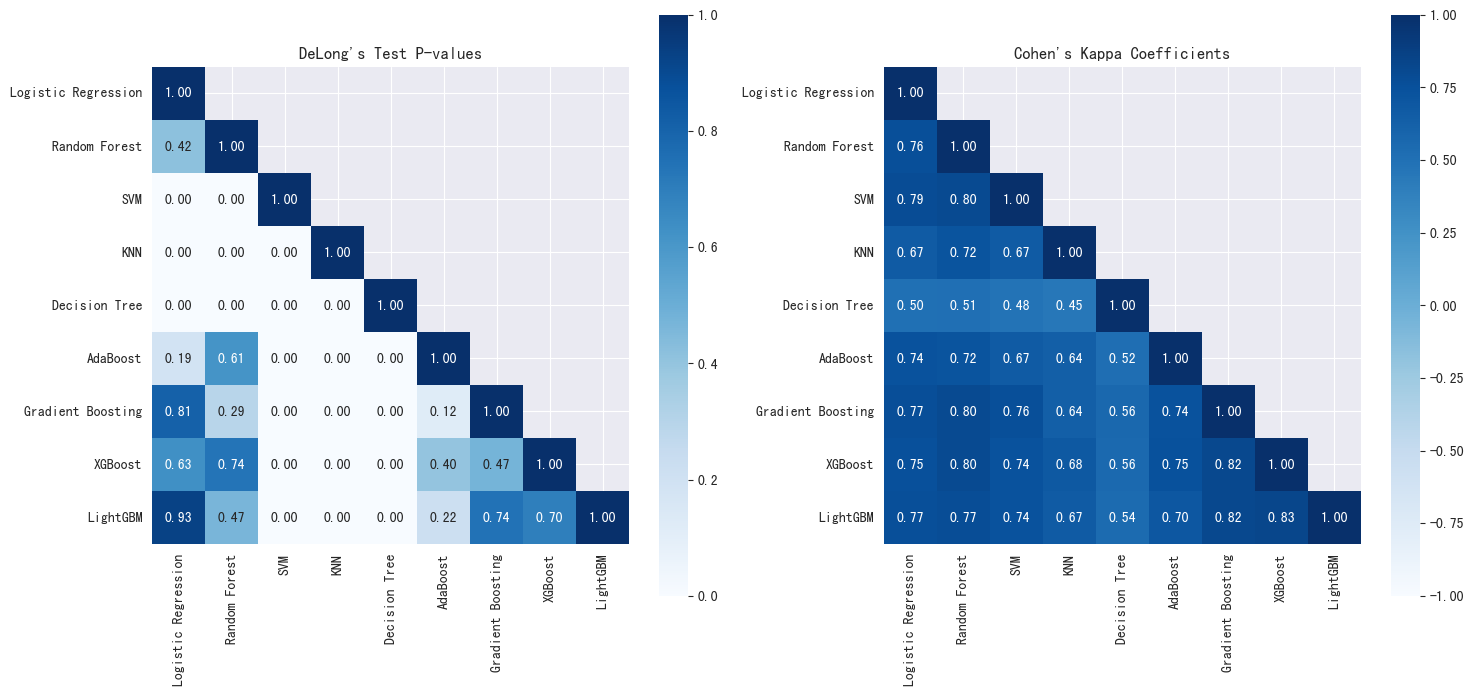 DeLong's Test P-values
Logistic Regression 1.00
Random Forest 0.42 1.00
SVM 0.00 0.00 1.00
KNN 0.00 0.00 0.00 1.00
Decision Tree 0.00 0.00 0.00 0.00 1.00
AdaBoost 0.19 0.61 0.00 0.00 0.00 1.00
Gradient Boosting 0.81 0.29 0.00 0.00 0.00 0.12 1.00
XGBoost 0.63 0.74 0.00 0.00 0.00 0.40 0.47 1.00
LightGBM 0.93 0.47 0.00 0.00 0.00 0.22 0.74 0.70 1.00
Logistic Regression
Random Forest
SVM
KNN
Decision Tree
AdaBoost
Gradient Boosting
XGBoost
LightGBM
1.0
0.8
0.6
0.4
0.2
0.0
Cohen's Kappa Coefficients
Logistic Regression 1.00
Random Forest 0.76 1.00
SVM 0.79 0.80 1.00
KNN 0.67 0.72 0.67 1.00
Decision Tree 0.50 0.51 0.48 0.45 1.00
AdaBoost 0.74 0.72 0.67 0.64 0.52 1.00
Gradient Boosting 0.77 0.80 0.76 0.64 0.56 0.74 1.00
XGBoost 0.75 0.80 0.74 0.68 0.56 0.75 0.82 1.00
LightGBM 0.77 0.77 0.74 0.67 0.54 0.70 0.82 0.83 1.00
Logistic Regression
Random Forest
SVM
KNN
Decision Tree
AdaBoost
Gradient Boosting
XGBoost
LightGBM
1.00
0.75
0.50
0.25
0.00
−0.25
−0.50
−0.75
−1.00